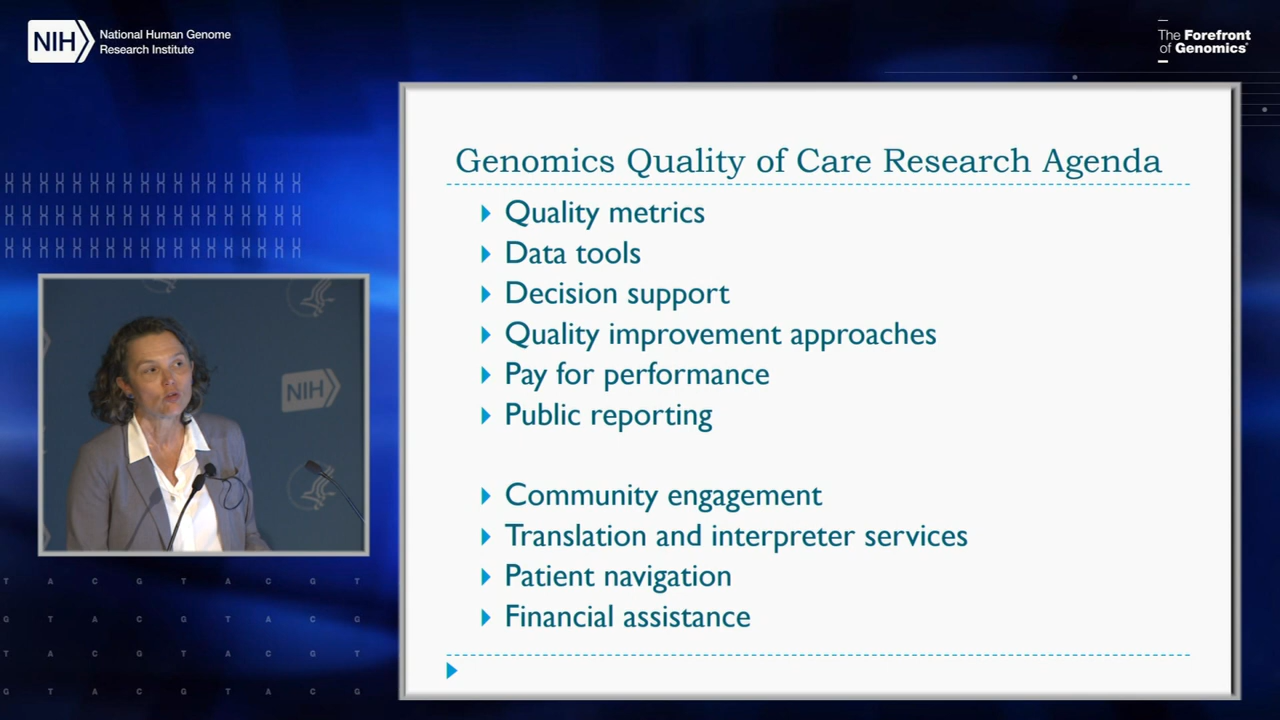 NIH
National Human Genome
Research Institute
The Forefront
of Genomics®
Genomics Quality of Care Research Agenda
Quality metrics
Data tools
Decision support
Quality improvement approaches
Pay for performance
Public reporting
Community engagement
Translation and interpreter services
Patient navigation
Financial assistance
NIH
T A C G T A C G T
G T A C G T A C G
T A C G T A C G T
G T A C G T A C G